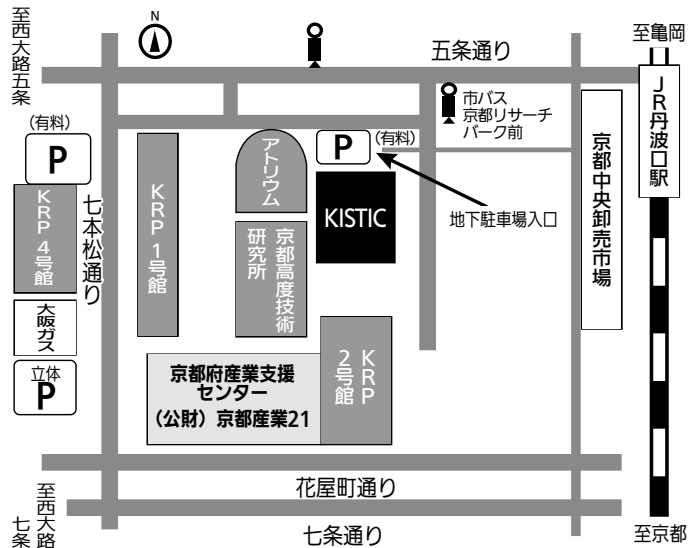 至西大路五条
N
五条通り
至亀岡
JR丹波口駅
市バス
京都リサーチ
パーク前
(有料)
P
KRP4号館
七本松通り
KRP1号館
アトリウム
P
(有料)
KISTIC
地下駐車場入口
京都中央卸売市場
京都高度技術
研究所
大阪ガス
立体
P
KRP
2号館
京都府産業支援
センター
(公財)京都産業21
花屋町通り
至西大路
七条
七条通り
至京都